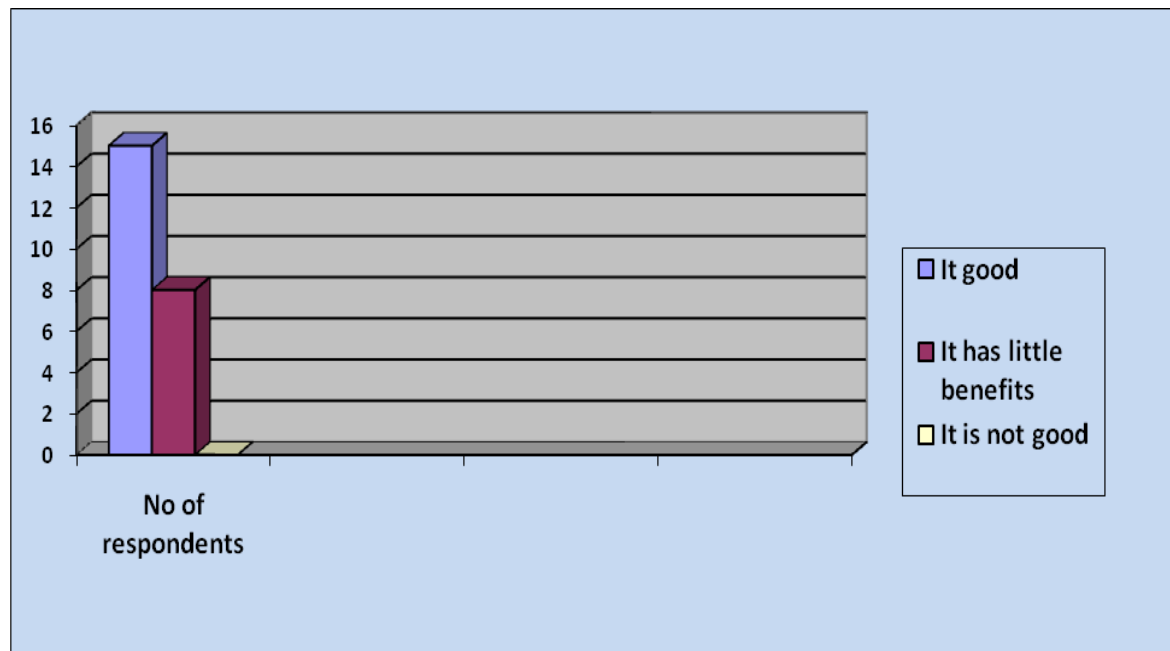 16
14
12
10
8
6
4
2
0
No of
respondents
It good
It has little
benefits
It is not good